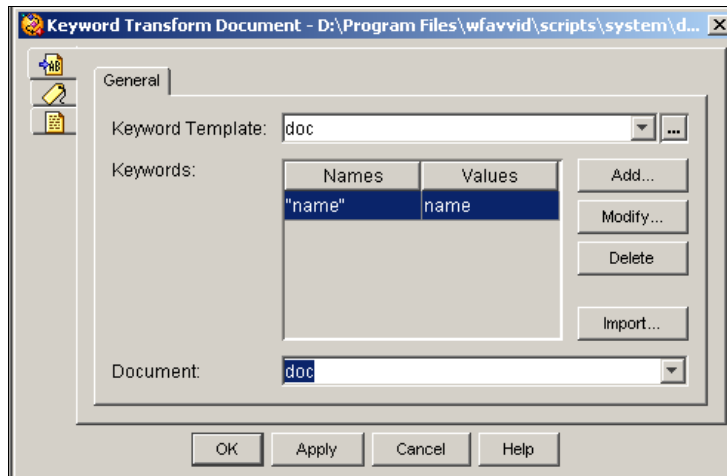 Keyword Transform Document - D:\Program Files\wfavvid\scripts\system\d...
General
Keyword Template: doc ...
Keywords: Names Values Add...
"name" name
Modify...
Delete
Import...
Document: doc
OK Apply Cancel Help